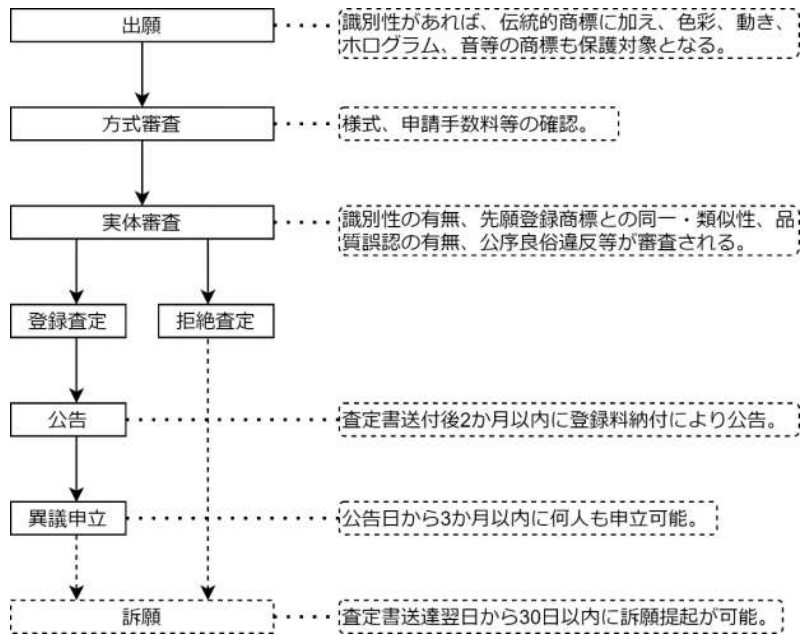 出願
識別性があれば、伝統的商標に加え、色彩、動き、
ホログラム、音等の商標も保護対象となる。
方式審査
様式、申請手数料等の確認。
実体審査
識別性の有無、先願登録商標との同一・類似性、品
質誤認の有無、公序良俗違反等が審査される。
登録査定
拒絶査定
公告
査定書送付後2か月以内に登録料納付により公告。
異議申立
公告日から3か月以内に何人も申立可能。
訴願
査定書送達翌日から30日以内に訴願提起が可能。